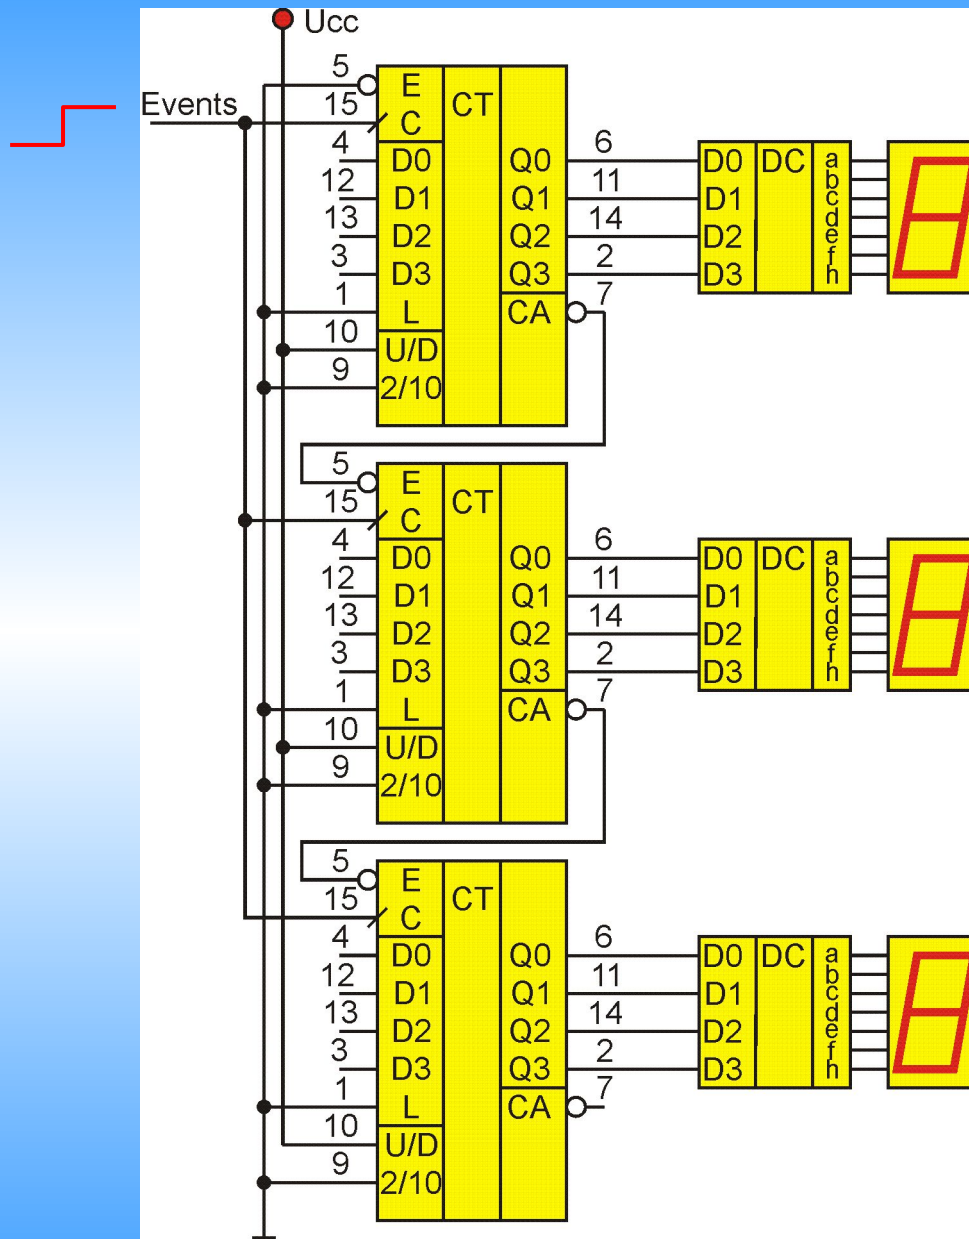 Ucc
Events
5 E CT
15 C
4 D0 Q0 6 D0 DC a
b
12 D1 Q1 11 D1 c
d
13 D2 Q2 14 D2 e
f
3 D3 Q3 2 D3 h
1 L CA 7
10 U/D
9 2/10
5 E CT
15 C
4 D0 Q0 6 D0 DC a
b
12 D1 Q1 11 D1 c
d
13 D2 Q2 14 D2 e
f
3 D3 Q3 2 D3 h
1 L CA 7
10 U/D
9 2/10
5 E CT
15 C
4 D0 Q0 6 D0 DC a
b
12 D1 Q1 11 D1 c
d
13 D2 Q2 14 D2 e
f
3 D3 Q3 2 D3 h
1 L CA 7
10 U/D
9 2/10